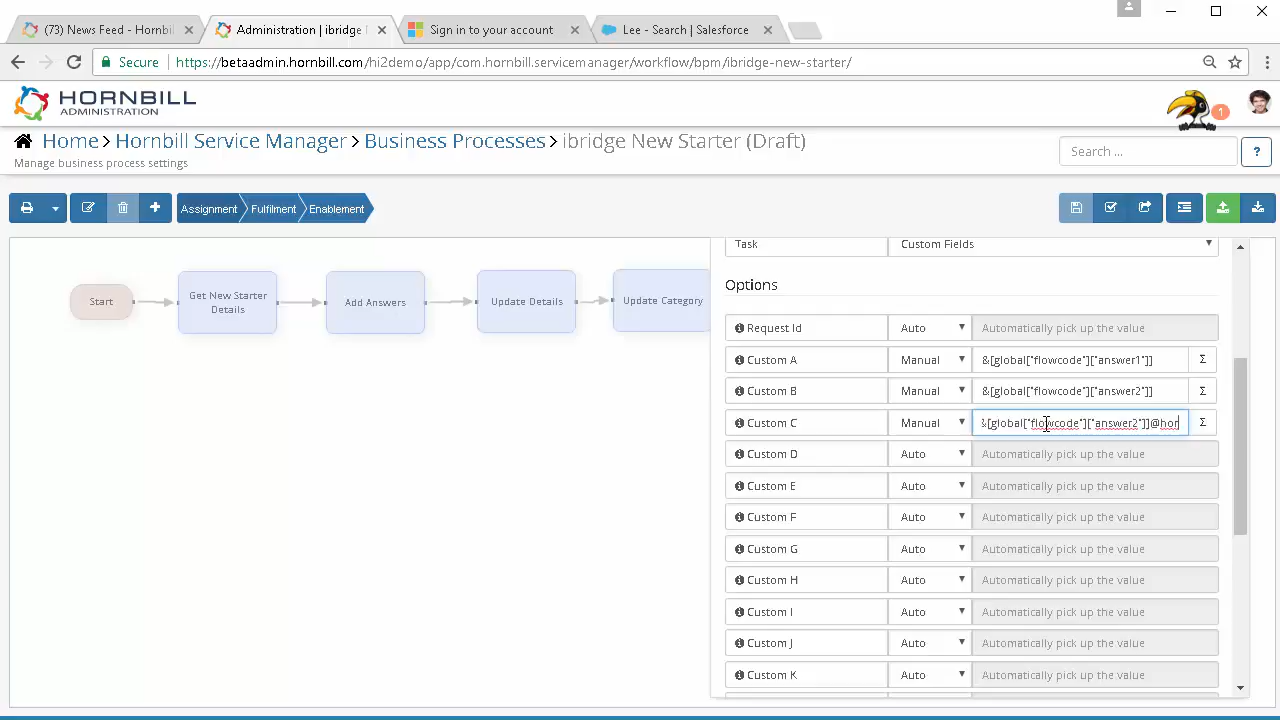 (73) News Feed - Hornbill
Administration | ibridge
Sign in to your account
Lee - Search | Salesforce
Secure
https://betaadmin.hornbill.com/hi2demo/app/com.hornbill.servicemanager/workflow/bpm/ibridge-new-starter/
HORNBILL
ADMINISTRATION
1
Home > Hornbill Service Manager > Business Processes > ibridge New Starter (Draft)
Manage business process settings
Search ...
?
Assignment
Fulfilment
Enablement
Start
Get New Starter
Details
Add Answers
Update Details
Update Category
Task
Custom Fields
Options
Request Id
Auto
Automatically pick up the value
Custom A
Manual
&[global["flowcode"]["answer1"]]
Σ
Custom B
Manual
&[global["flowcode"]["answer2"]]
Σ
Custom C
Manual
&[global["flowcode"]["answer2"]]@hor
Σ
Custom D
Auto
Automatically pick up the value
Custom E
Auto
Automatically pick up the value
Custom F
Auto
Automatically pick up the value
Custom G
Auto
Automatically pick up the value
Custom H
Auto
Automatically pick up the value
Custom I
Auto
Automatically pick up the value
Custom J
Auto
Automatically pick up the value
Custom K
Auto
Automatically pick up the value